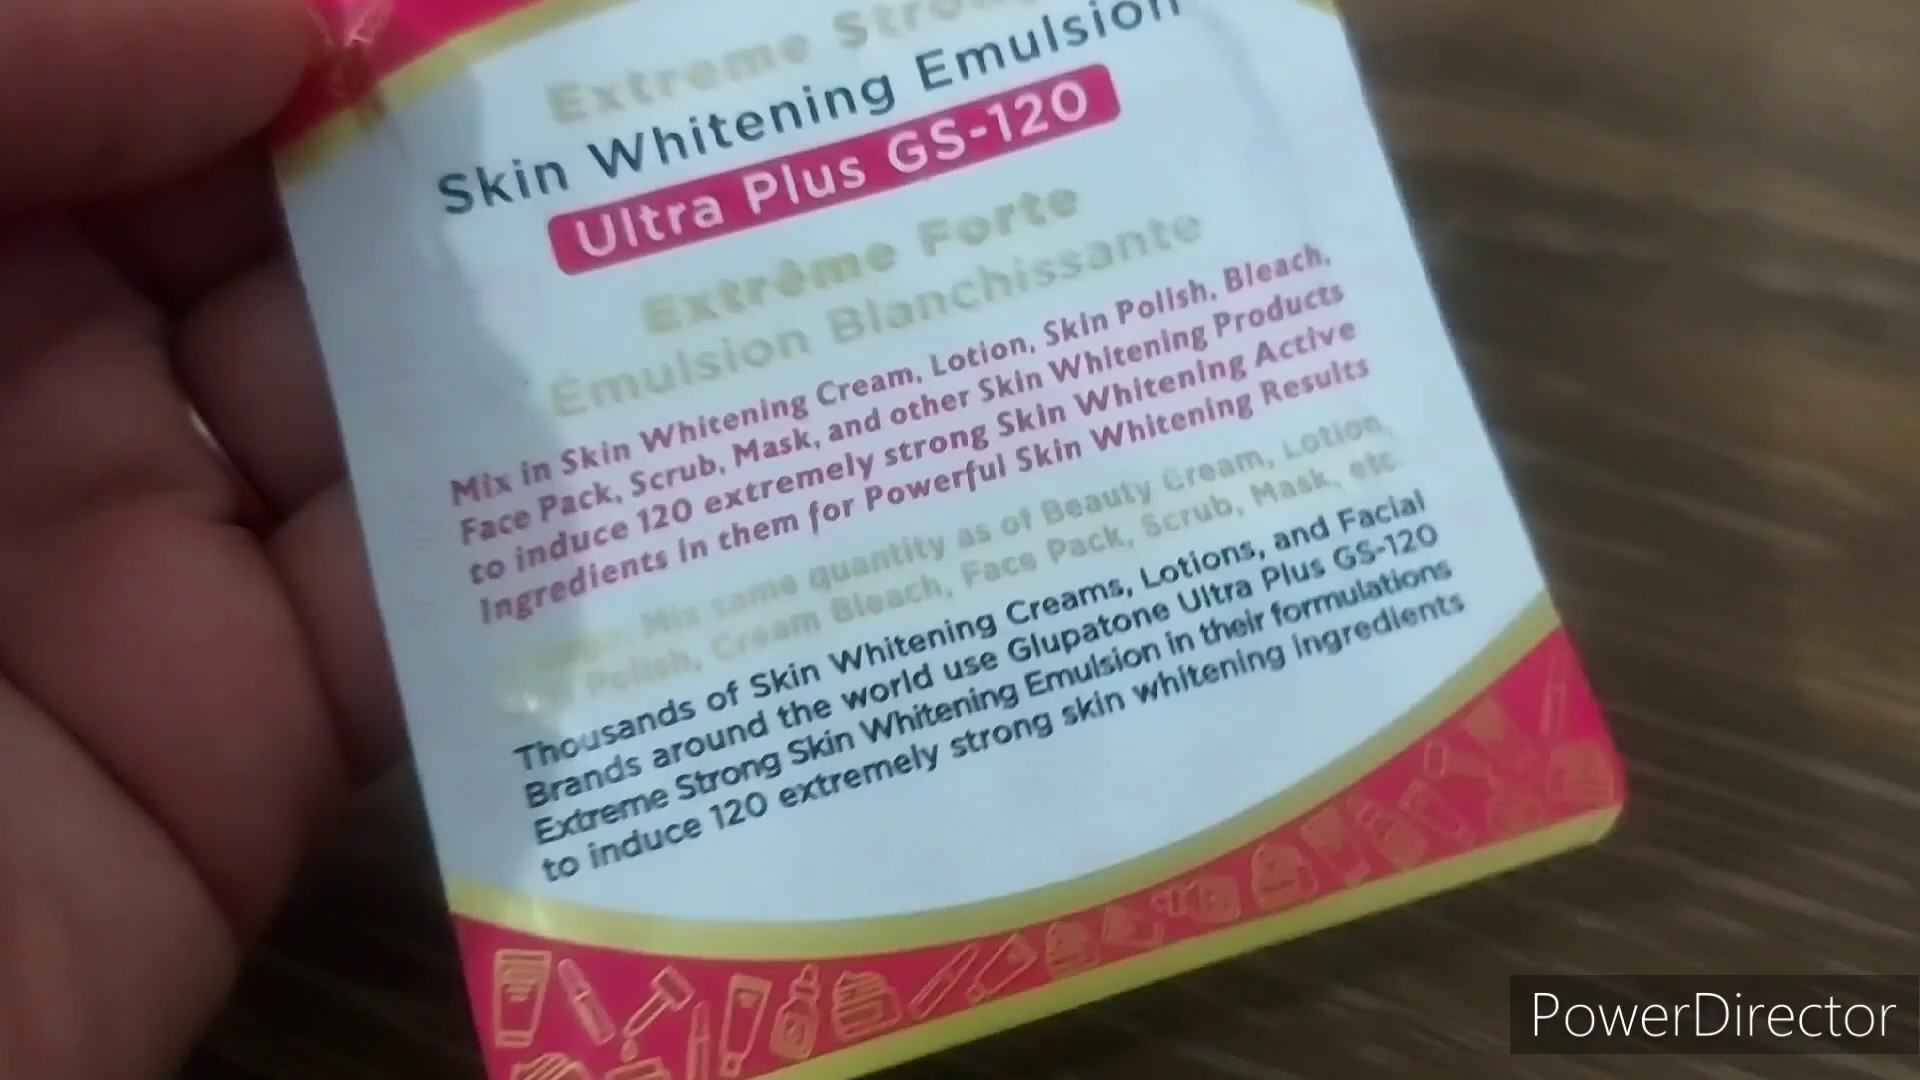 Extreme Strong
Skin Whitening Emulsion
Ultra Plus GS-120
Extrême Forte
Émulsion Blanchissante
Mix in Skin Whitening Cream, Lotion, Skin Polish, Bleach,
Face Pack, Scrub, Mask, and other Skin Whitening Products
to induce 120 extremely strong Skin Whitening Active
Ingredients in them for Powerful Skin Whitening Results
Mix same quantity as of Beauty Cream, Lotion,
Polish, Cream Bleach, Face Pack, Scrub, Mask, etc
Thousands of Skin Whitening Creams, Lotions, and Facial
Brands around the world use Glupatone Ultra Plus GS-120
Extreme Strong Skin Whitening Emulsion in their formulations
to induce 120 extremely strong skin whitening ingredients
PowerDirector